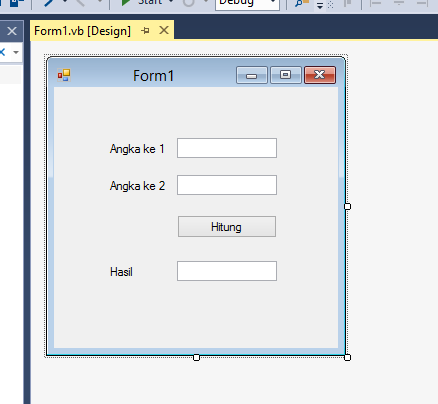 Start
Debug
Form1.vb [Design]
Form1
Angka ke 1
Angka ke 2
Hitung
Hasil